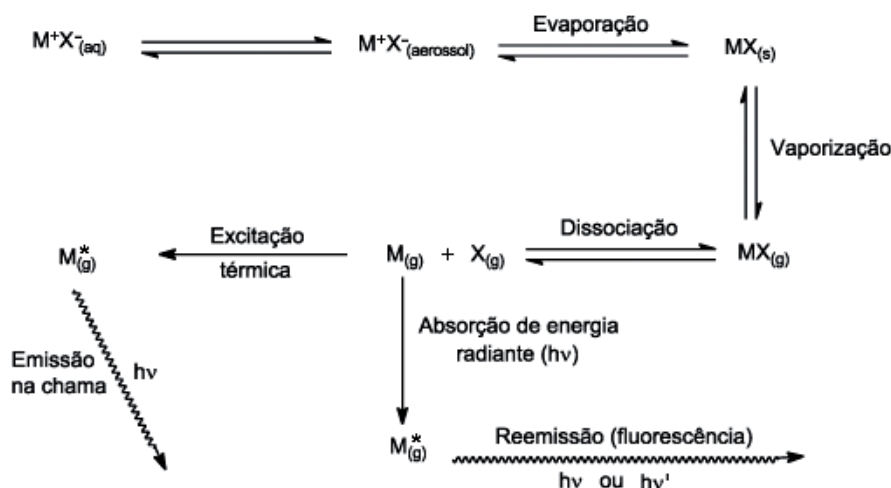 M⁺X⁻(aq)
M⁺X⁻(aerossol)
Evaporação
MX(s)
Vaporização
Excitação
térmica
M*(g)
M(g) + X(g)
Dissociação
MX(g)
Emissão
na chama
hν
Absorção de energia
radiante (hν)
M*(g)
Reemissão (fluorescência)
hν ou hν'